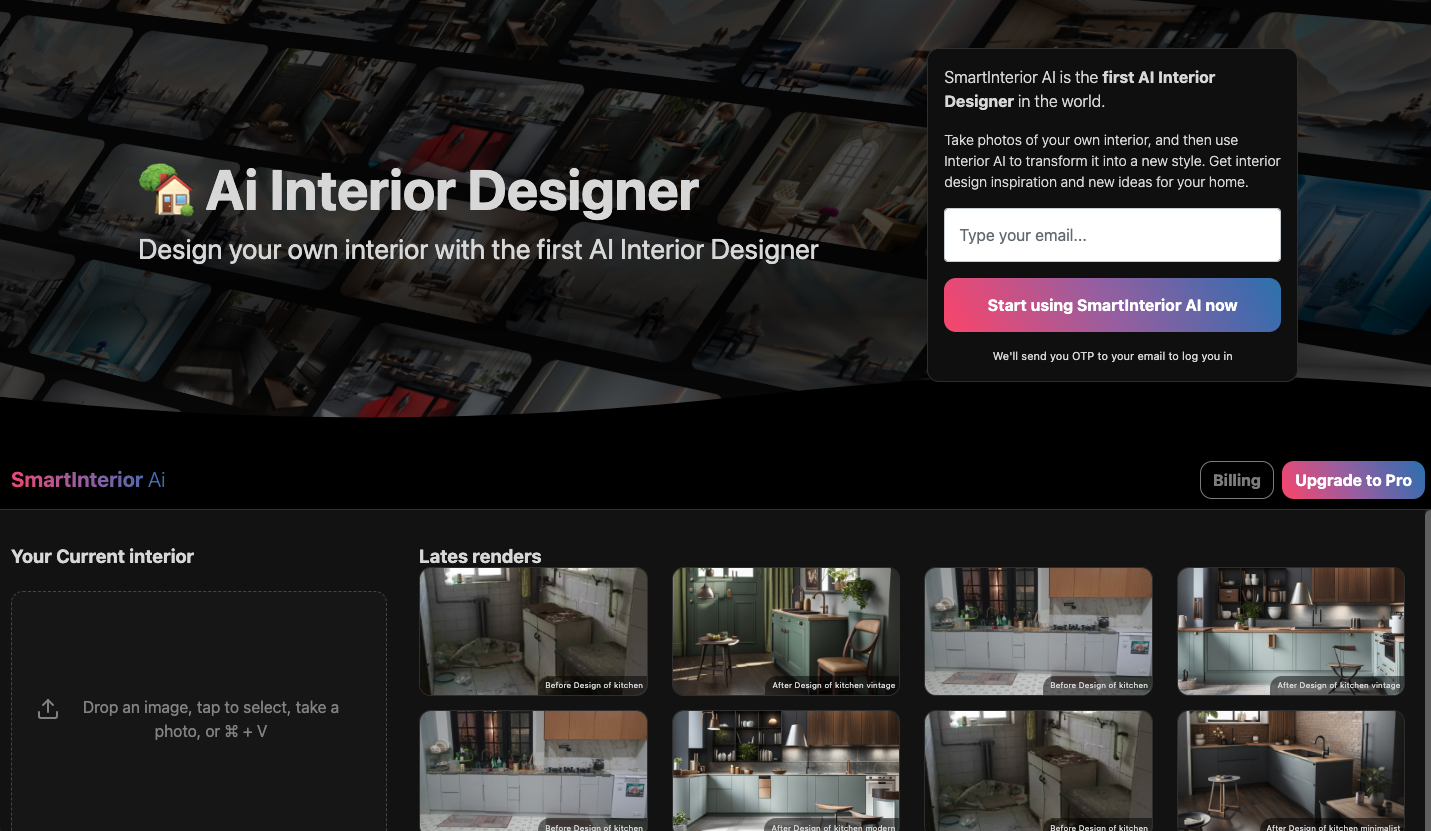 Ai Interior Designer
Design your own interior with the first AI Interior Designer
SmartInterior AI is the first AI Interior
Designer in the world.
Take photos of your own interior, and then use
Interior AI to transform it into a new style. Get interior
design inspiration and new ideas for your home.
Type your email...
Start using SmartInterior AI now
We'll send you OTP to your email to log you in
SmartInterior Ai
Billing
Upgrade to Pro
Your Current interior
Drop an image, tap to select, take a
photo, or ⌘ + V
Lates renders
Before Design of kitchen
After Design of kitchen vintage
Before Design of kitchen
After Design of kitchen vintage
Before Design of kitchen
After Design of kitchen modern
Before Design of kitchen
After Design of kitchen minimalist